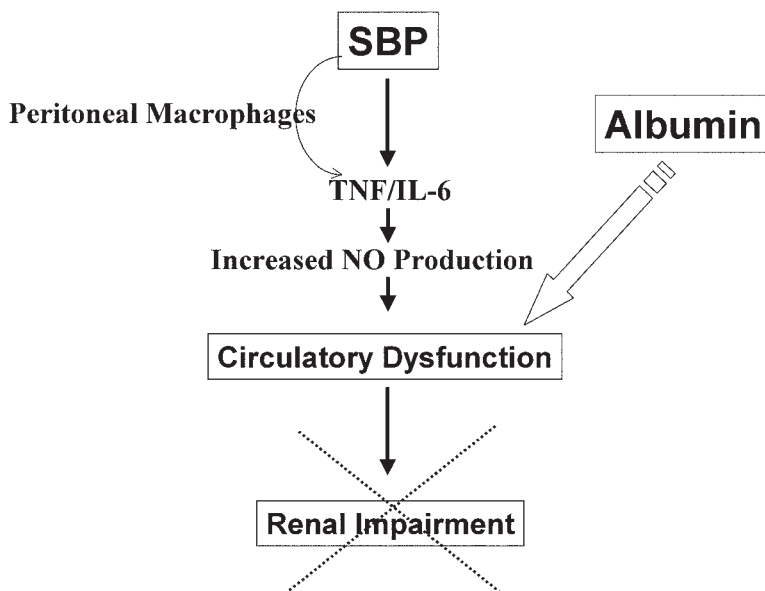 SBP
Peritoneal Macrophages
Albumin
TNF/IL-6
Increased NO Production
Circulatory Dysfunction
Renal Impairment